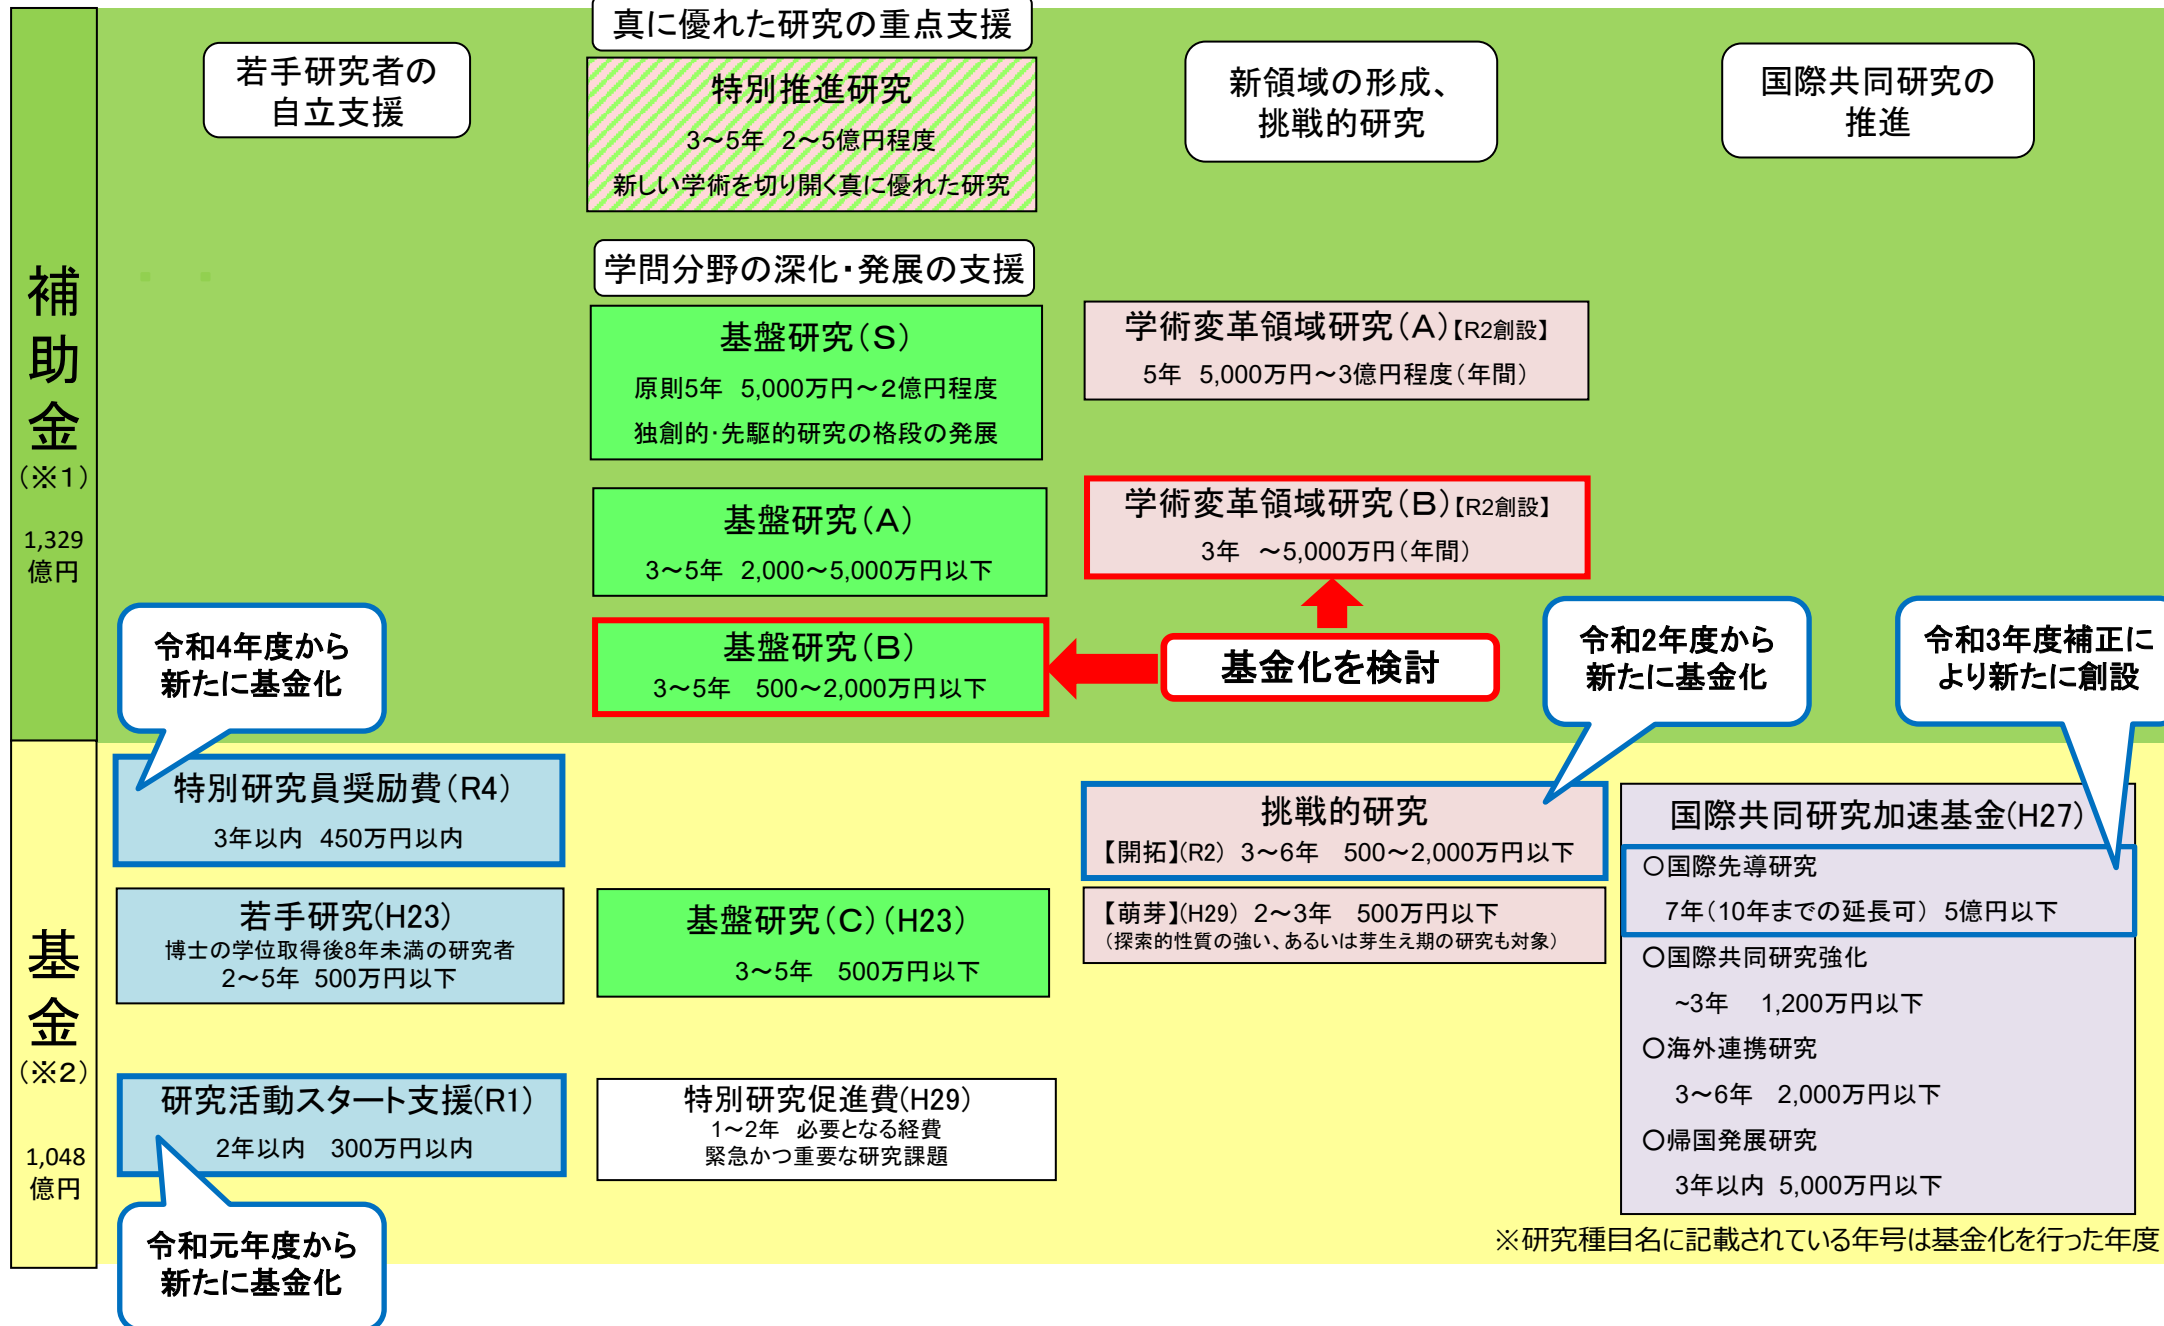 補
助
金
（※1）
1,329
億円
若手研究者の
自立支援
真に優れた研究の重点支援
特別推進研究
3～5年 2～5億円程度
新しい学術を切り開く真に優れた研究
新領域の形成、
挑戦的研究
国際共同研究の
推進
学問分野の深化・発展の支援
基盤研究（S）
原則5年 5,000万円～2億円程度
独創的・先駆的研究の格段の発展
学術変革領域研究（A）【R2創設】
5年 5,000万円～3億円程度（年間）
基盤研究（A）
3～5年 2,000～5,000万円以下
学術変革領域研究（B）【R2創設】
3年 ～5,000万円（年間）
基盤研究（B）
3～5年 500～2,000万円以下
基金化を検討
令和4年度から
新たに基金化
令和2年度から
新たに基金化
令和3年度補正に
より新たに創設
基
金
（※2）
1,048
億円
特別研究員奨励費（R4）
3年以内 450万円以内
若手研究(H23)
博士の学位取得後8年未満の研究者
2～5年 500万円以下
研究活動スタート支援(R1)
2年以内 300万円以内
令和元年度から
新たに基金化
基盤研究（C）（H23）
3～5年 500万円以下
特別研究促進費(H29)
1～2年 必要となる経費
緊急かつ重要な研究課題
挑戦的研究
【開拓】(R2) 3～6年 500～2,000万円以下
【萌芽】(H29) 2～3年 500万円以下
（探索的性質の強い、あるいは芽生え期の研究も対象）
国際共同研究加速基金(H27)
○国際先導研究
7年（10年までの延長可） 5億円以下
○国際共同研究強化
~3年 1,200万円以下
○海外連携研究
3～6年 2,000万円以下
○帰国発展研究
3年以内 5,000万円以下
※研究種目名に記載されている年号は基金化を行った年度